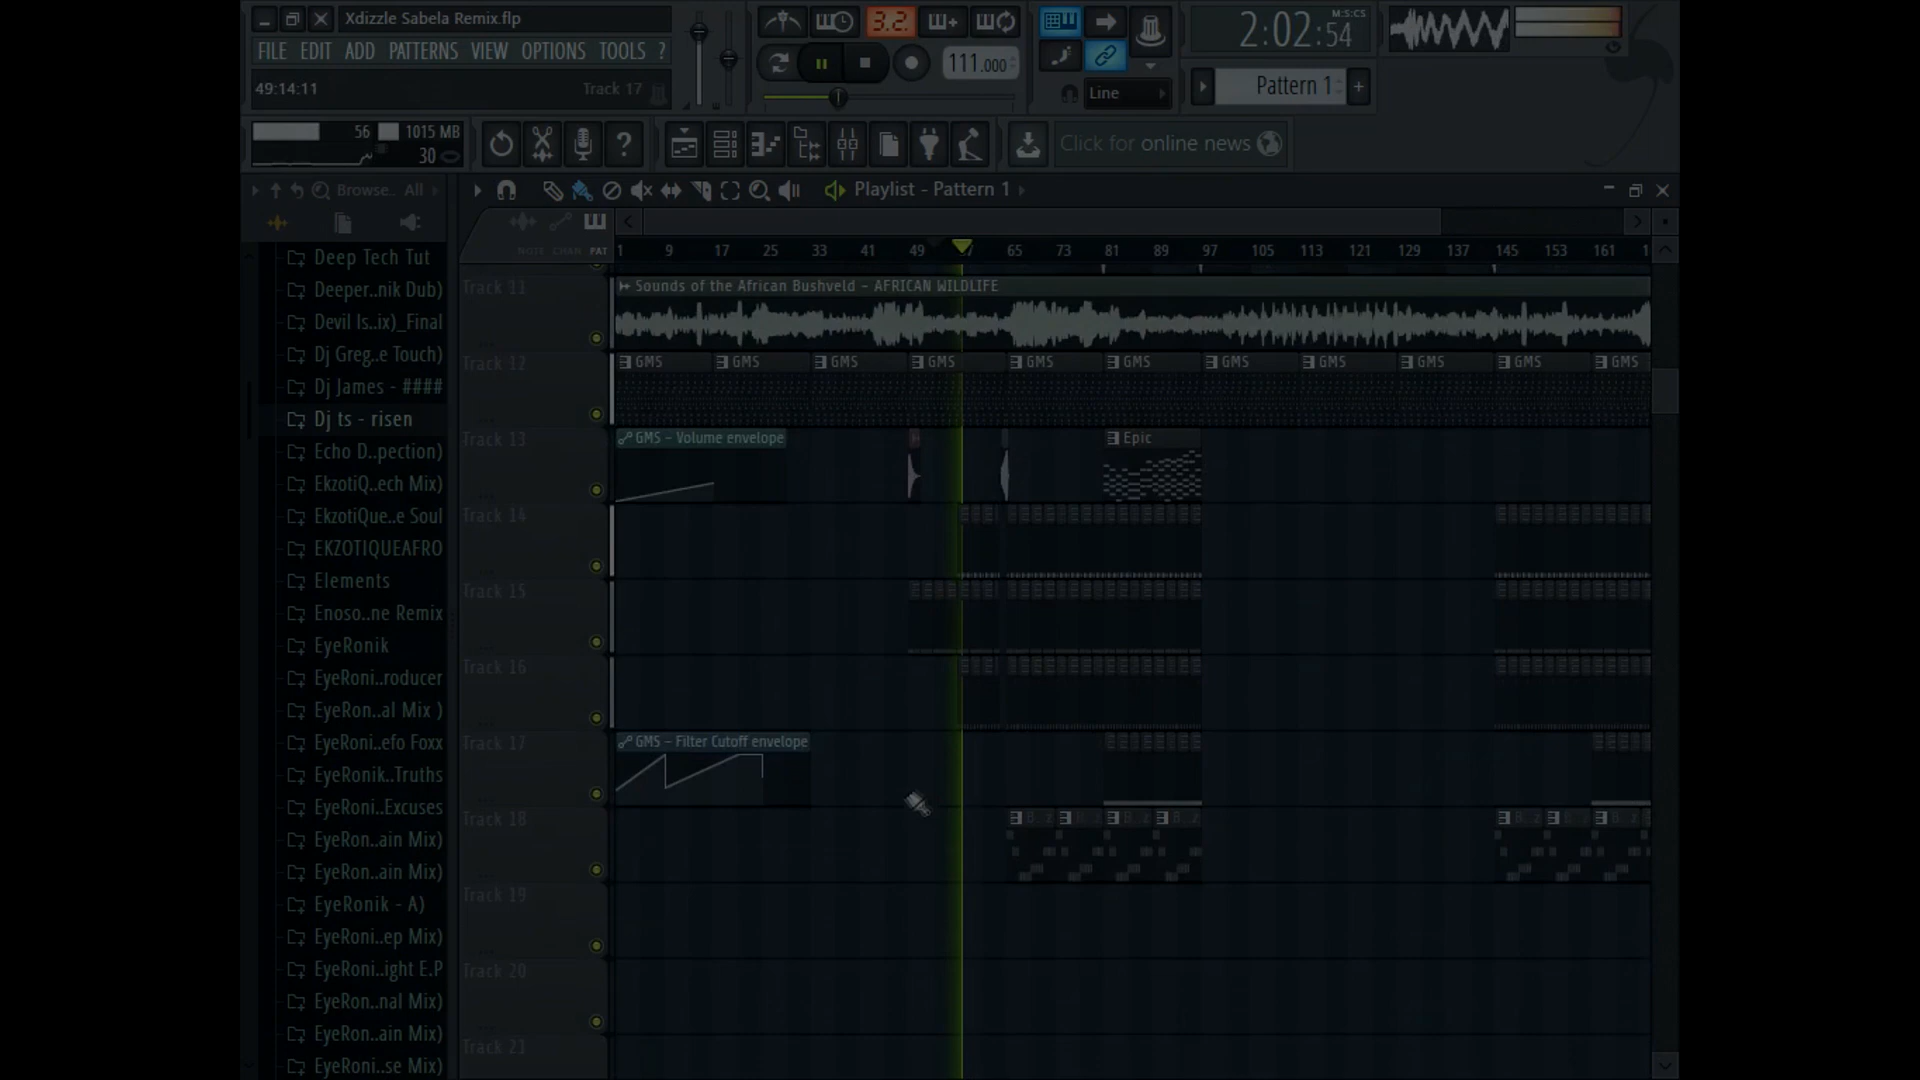 Xdizzle Sabela Remix.flp
FILE EDIT ADD PATTERNS VIEW OPTIONS TOOLS ?
49:14:11 Track 17
3.2.
111.000
Line
2:02:54 M:S:CS
Pattern 1
+
56 1015 MB
30
?
Click for online news
Browse.. All
Playlist - Pattern 1
NOTE CHAN PAT
1 9 17 25 33 41 49 57 65 73 81 89 97 105 113 121 129 137 145 153 161 1
Deep Tech Tut
Deeper..nik Dub)
Devil Is..ix)_Final
Dj Greg..e Touch)
Dj James - ####
Dj ts - risen
Echo D..pection)
EkzotiQ..ech Mix)
EkzotiQue..e Soul
EKZOTIQUEAFRO
Elements
Enoso..ne Remix
EyeRonik
EyeRoni..roducer
EyeRon..al Mix )
EyeRoni..efo Foxx
EyeRonik..Truths
EyeRoni..Excuses
EyeRon..ain Mix)
EyeRon..ain Mix)
EyeRonik - A)
EyeRoni..ep Mix)
EyeRoni..ight E.P
EyeRon..nal Mix)
EyeRon..ain Mix)
EyeRoni..se Mix)
Track 11
Sounds of the African Bushveld - AFRICAN WILDLIFE
Track 12
GMS GMS GMS GMS GMS GMS GMS GMS GMS GMS GMS
Track 13
GMS - Volume envelope
Epic
Track 14
Track 15
Track 16
Track 17
GMS - Filter Cutoff envelope
Track 18
B..z B..z B..z B..z B..z B..z B..z
Track 19
Track 20
Track 21